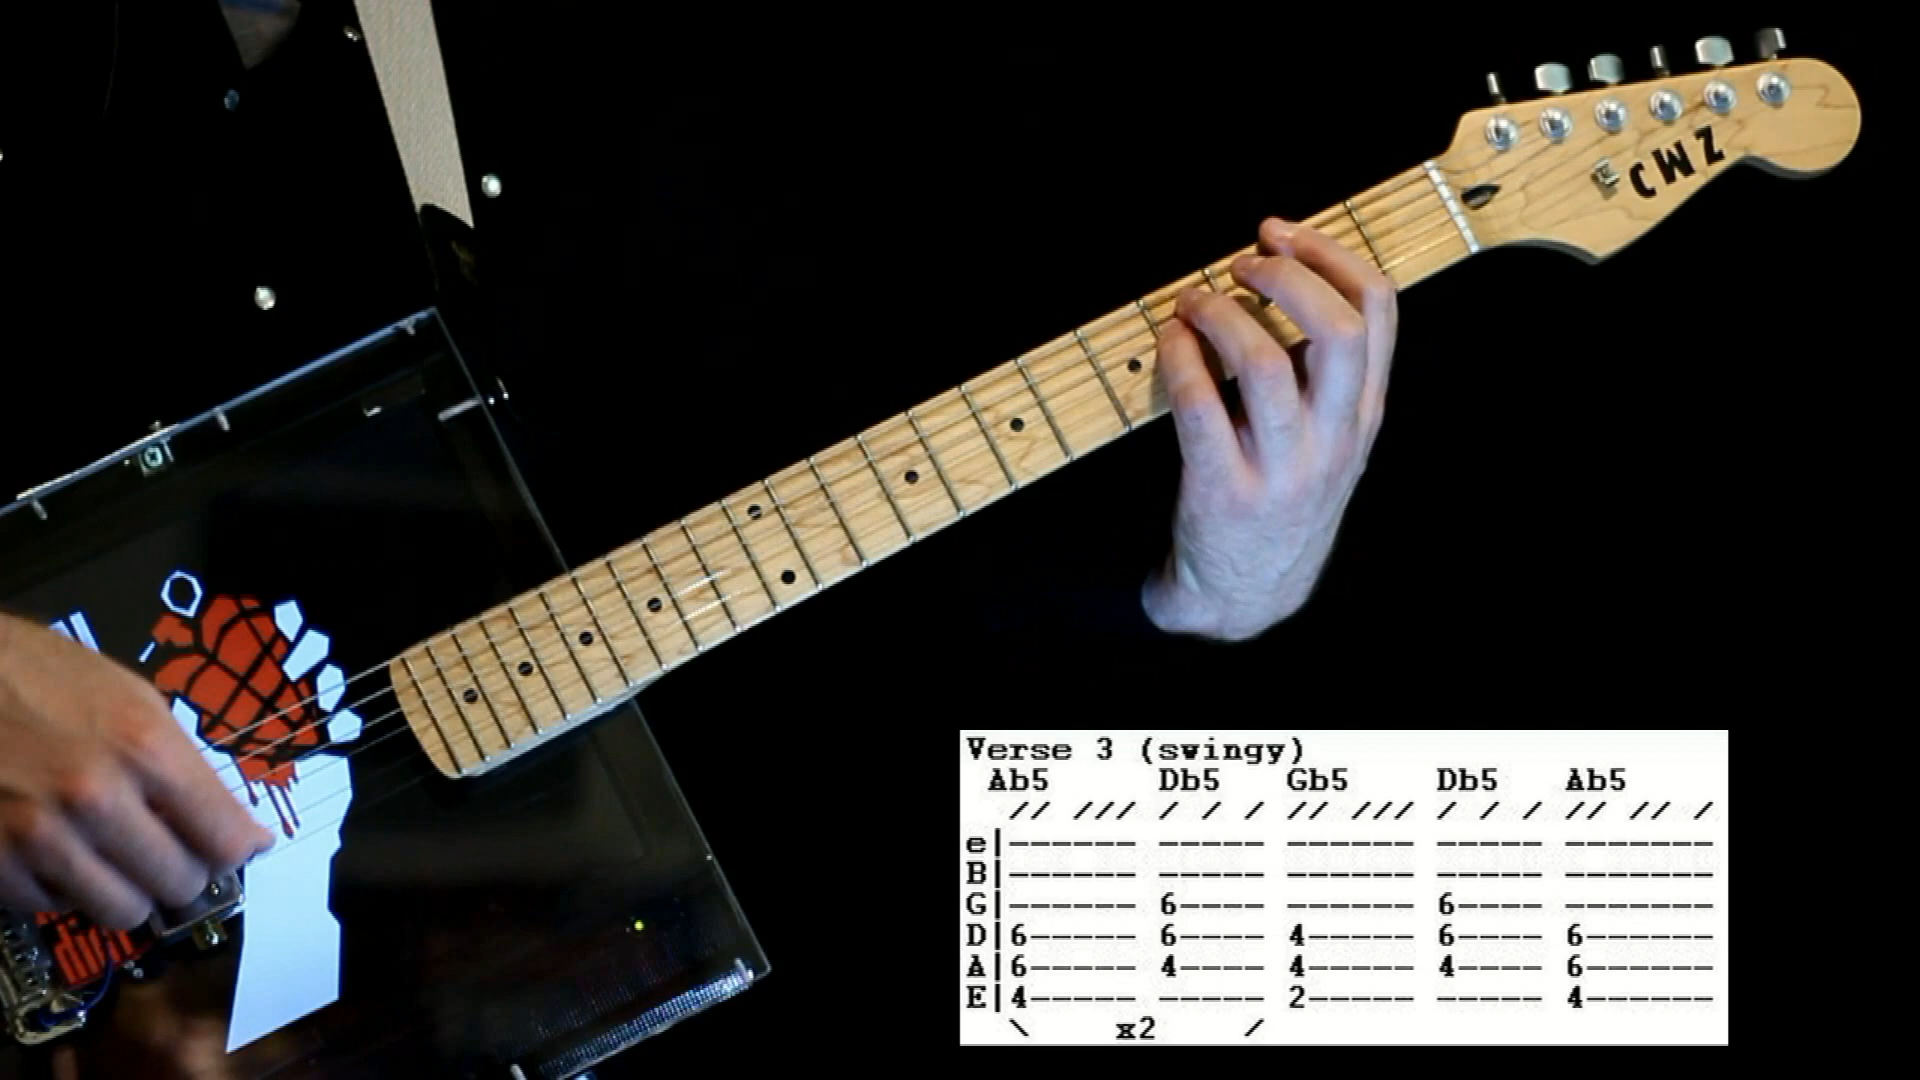 CWZ
Verse 3 (swingy)
Ab5 Db5 Gb5 Db5 Ab5
// /// / / / // /// / / / // // /
e|------ ----- ------ ----- -------
B|------ ----- ------ ----- -------
G|------ 6---- ------ 6---- -------
D|6----- 6---- 4----- 6---- 6------
A|6----- 4---- 4----- 4---- 6------
E|4----- ----- 2----- ----- 4------
\ x2 /